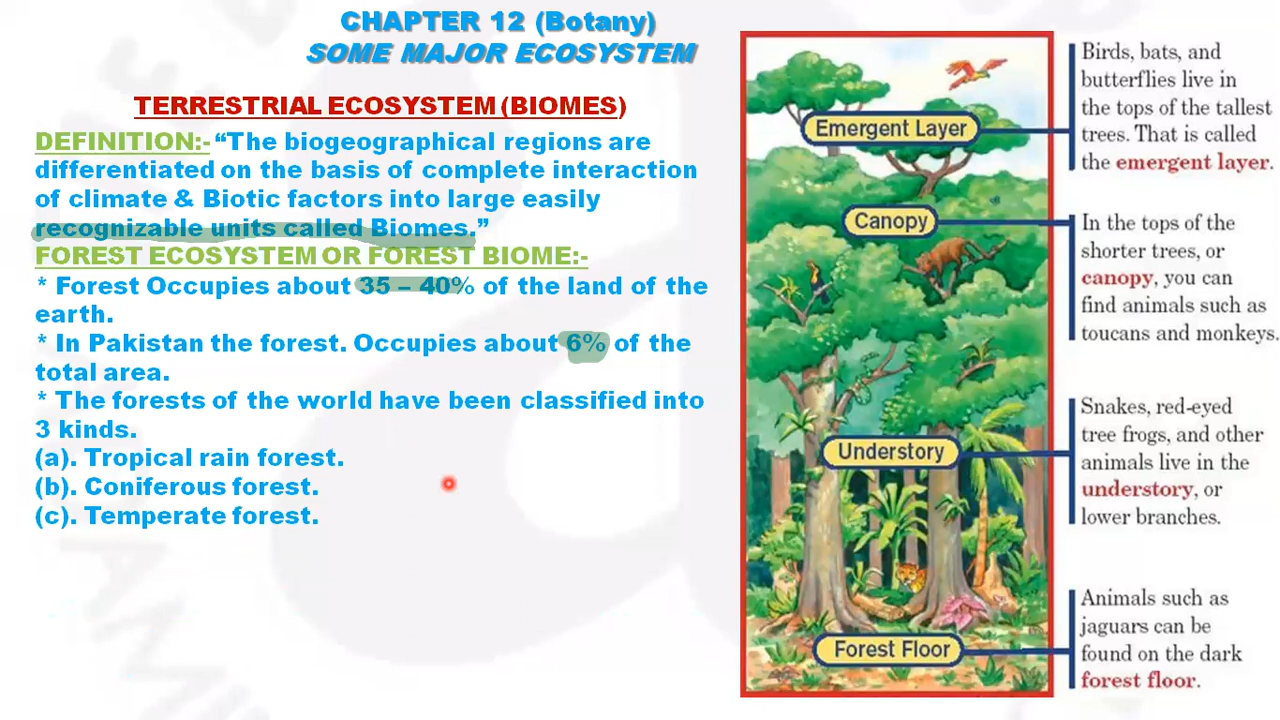 CHAPTER 12 (Botany)
SOME MAJOR ECOSYSTEM
TERRESTRIAL ECOSYSTEM (BIOMES)
DEFINITION:- “The biogeographical regions are
differentiated on the basis of complete interaction
of climate & Biotic factors into large easily
recognizable units called Biomes.”
FOREST ECOSYSTEM OR FOREST BIOME:-
* Forest Occupies about 35 – 40% of the land of the
earth.
* In Pakistan the forest. Occupies about 6% of the
total area.
* The forests of the world have been classified into
3 kinds.
(a). Tropical rain forest.
(b). Coniferous forest.
(c). Temperate forest.
Emergent Layer
Birds, bats, and
butterflies live in
the tops of the tallest
trees. That is called
the emergent layer.
Canopy
In the tops of the
shorter trees, or
canopy, you can
find animals such as
toucans and monkeys.
Understory
Snakes, red-eyed
tree frogs, and other
animals live in the
understory, or
lower branches.
Forest Floor
Animals such as
jaguars can be
found on the dark
forest floor.